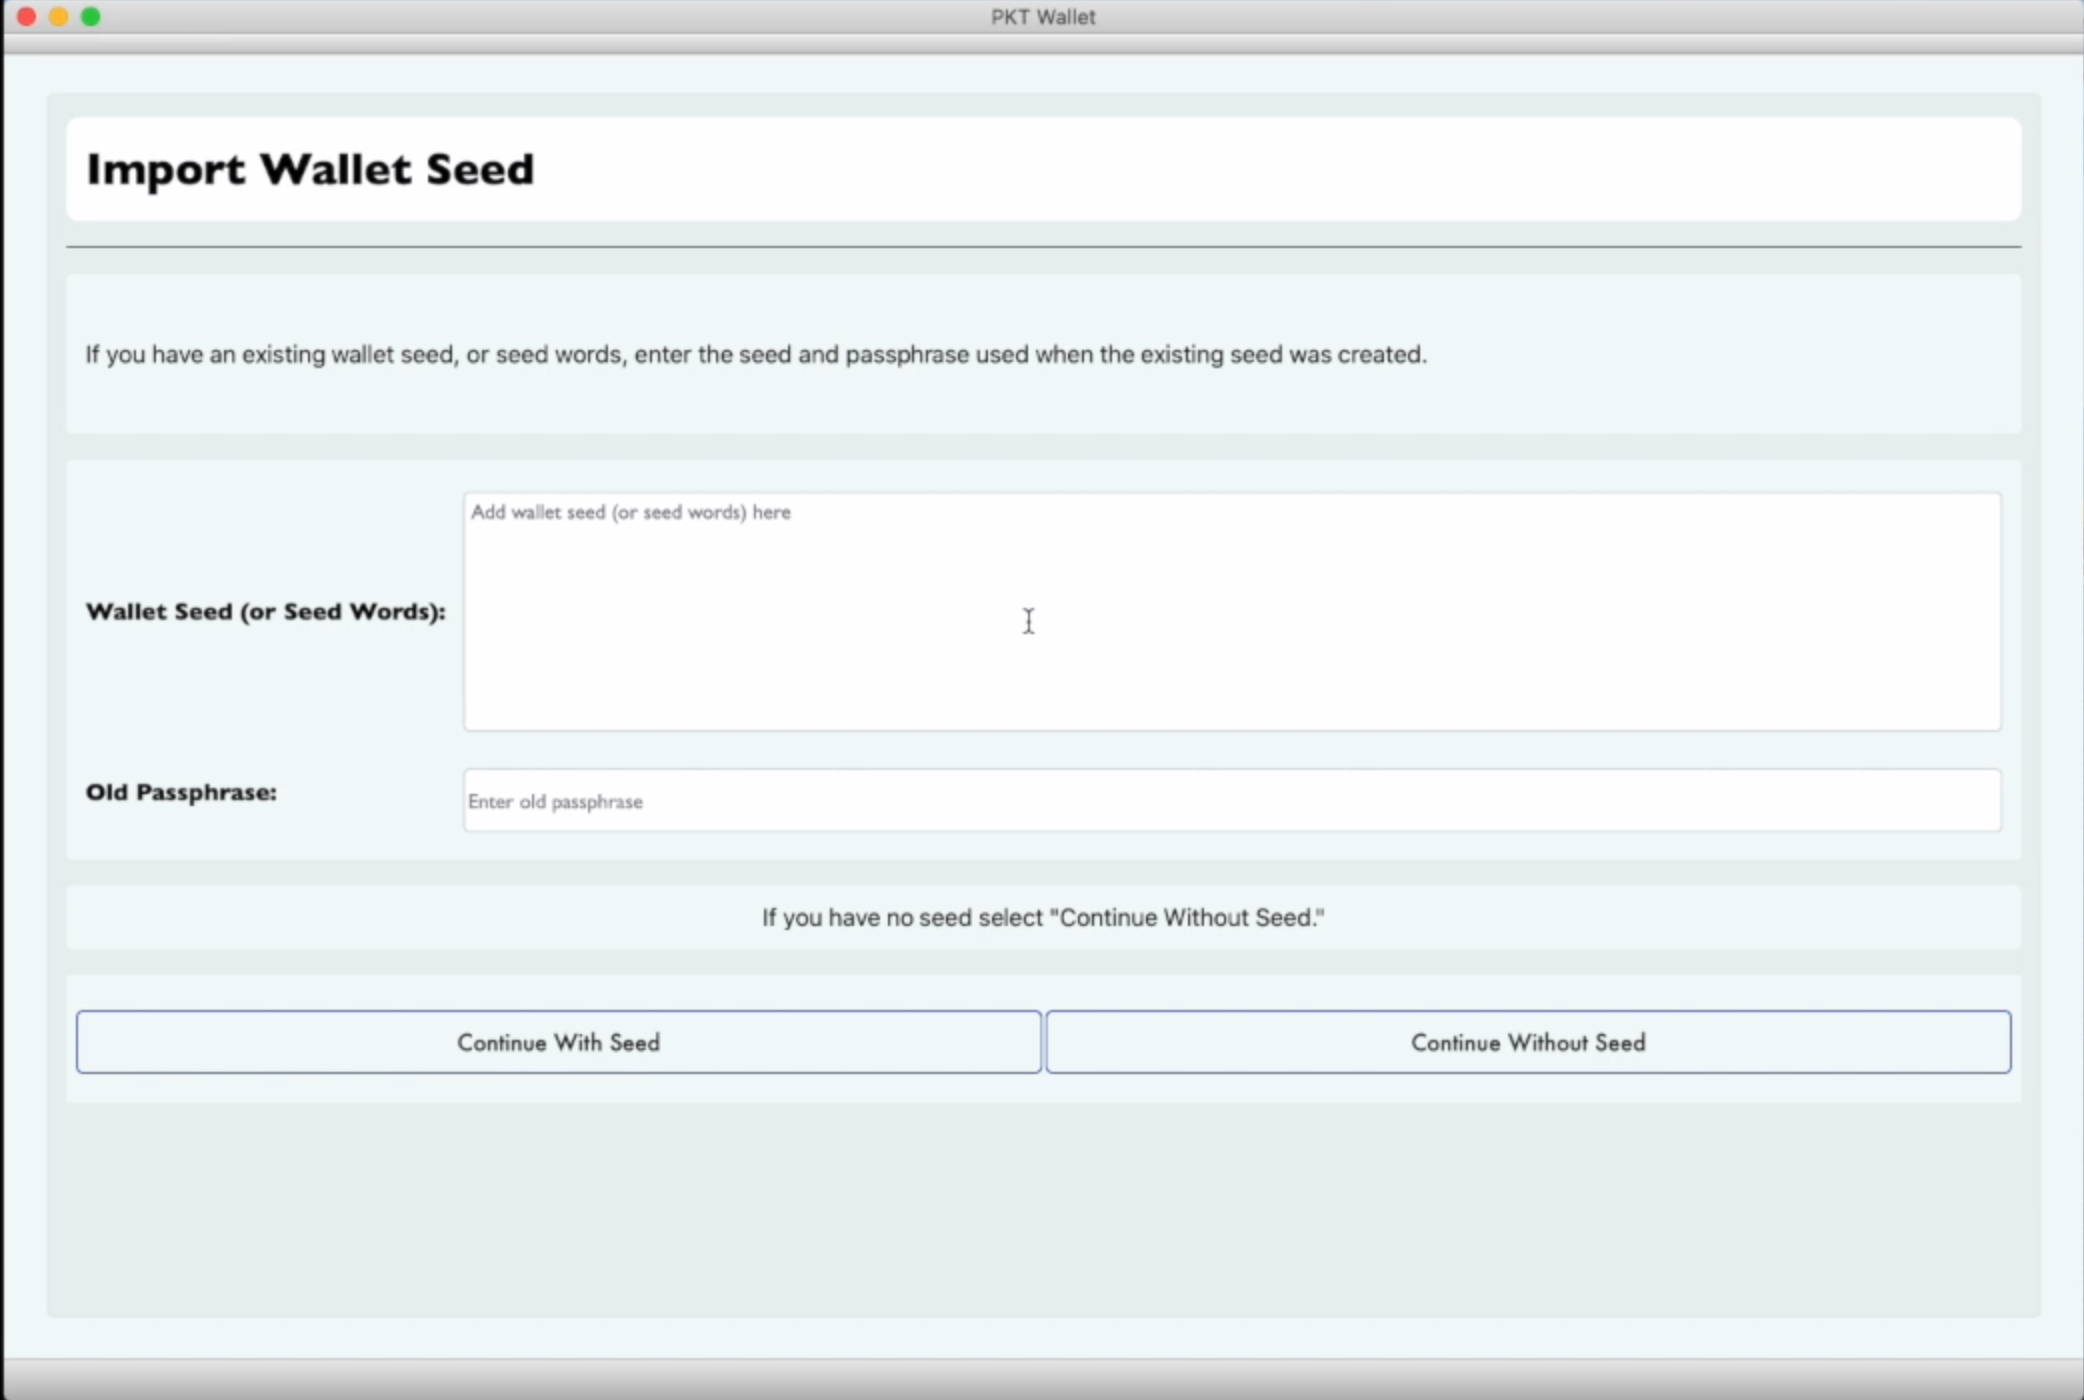 PKT Wallet
Import Wallet Seed
If you have an existing wallet seed, or seed words, enter the seed and passphrase used when the existing seed was created.
Add wallet seed (or seed words) here
Wallet Seed (or Seed Words):
Old Passphrase:
Enter old passphrase
If you have no seed select "Continue Without Seed."
Continue With Seed
Continue Without Seed